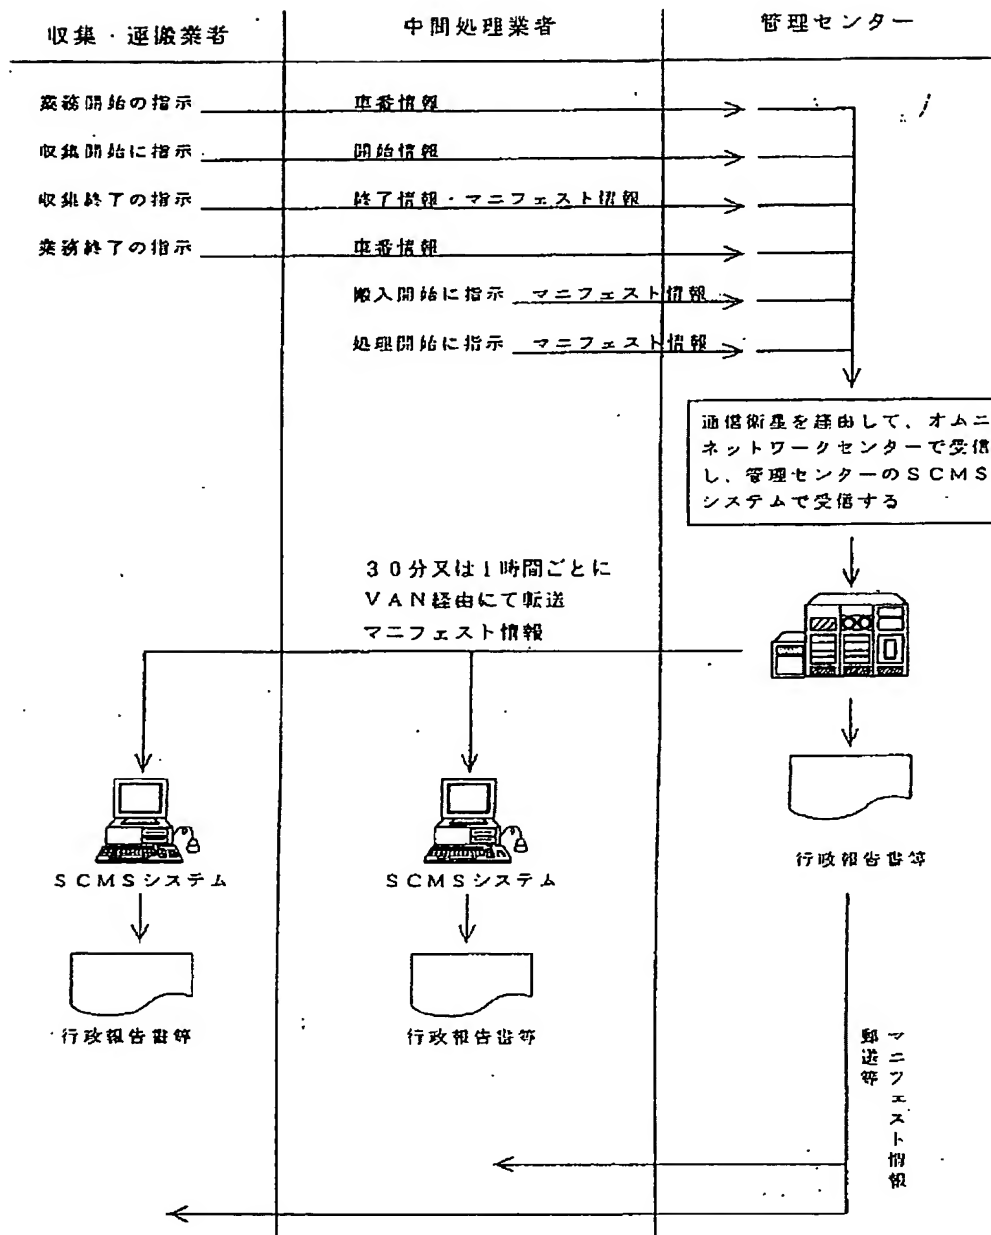 収集・運搬業者
中間処理業者
管理センター
業務開始の指示
車番情報
収集開始に指示
開始情報
収集終了の指示
終了情報・マニフェスト情報
業務終了の指示
車番情報
搬入開始に指示
マニフェスト情報
処理開始に指示
マニフェスト情報
通信衛星を経由して、オムニ
ネットワークセンターで受信
し、管理センターのSCMS
システムで受信する
30分又は1時間ごとに
VAN経由にて転送
マニフェスト情報
SCMSシステム
SCMSシステム
行政報告書等
行政報告書等
行政報告書等
マニフェスト情報
郵送等